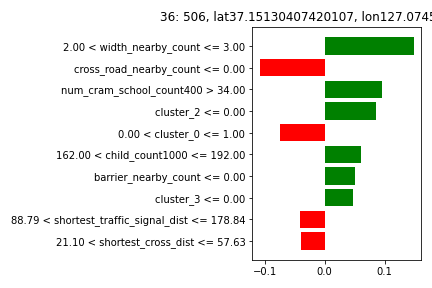 36: 506, lat37.15130407420107, lon127.0745
2.00 < width_nearby_count <= 3.00
cross_road_nearby_count <= 0.00
num_cram_school_count400 > 34.00
cluster_2 <= 0.00
0.00 < cluster_0 <= 1.00
162.00 < child_count1000 <= 192.00
barrier_nearby_count <= 0.00
cluster_3 <= 0.00
88.79 < shortest_traffic_signal_dist <= 178.84
21.10 < shortest_cross_dist <= 57.63
−0.1 0.0 0.1